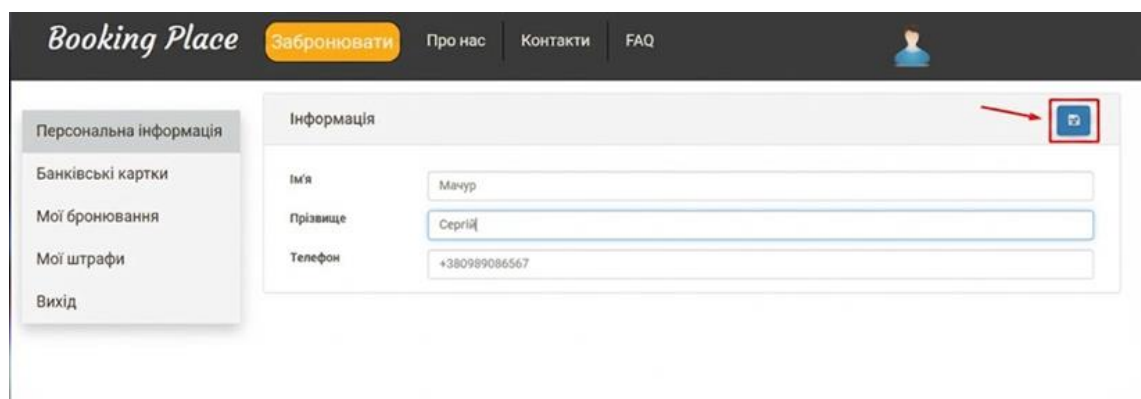 Booking Place Забронювати Про нас Контакти FAQ
Персональна інформація
Банківські картки
Мої бронювання
Мої штрафи
Вихід
Інформація
Ім'я Мачур
Прізвище Сергій
Телефон +380989086567